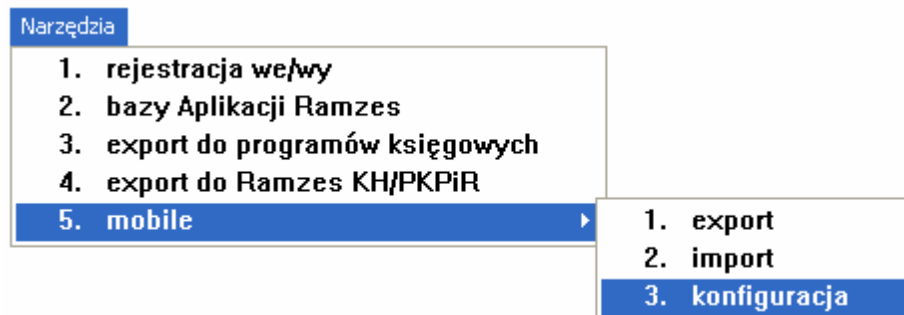 Narzędzia
1. rejestracja we/wy
2. bazy Aplikacji Ramzes
3. export do programów księgowych
4. export do Ramzes KH/PKPiR
5. mobile
1. export
2. import
3. konfiguracja